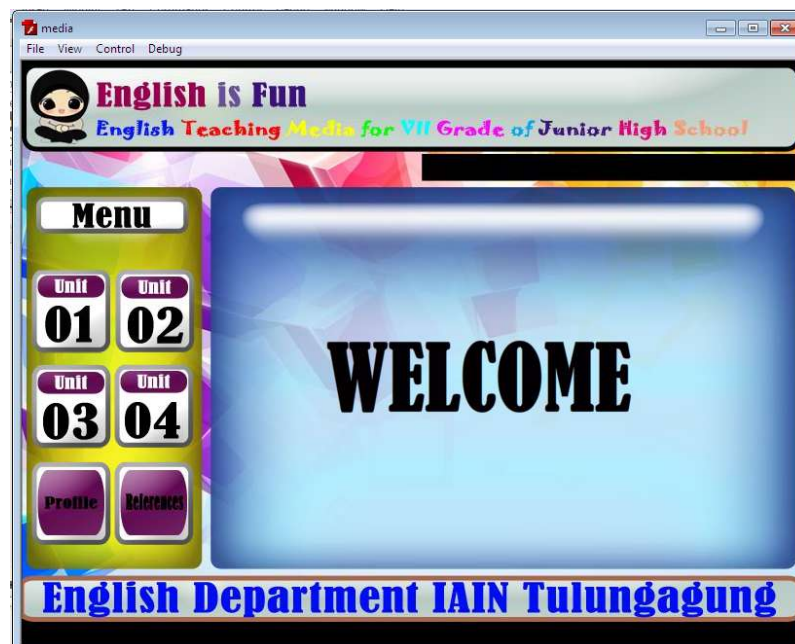 media
File View Control Debug
English is Fun
English Teaching Media for VII Grade of Junior High School
Menu
Unit 01
Unit 02
Unit 03
Unit 04
Profile
References
WELCOME
English Department IAIN Tulungagung